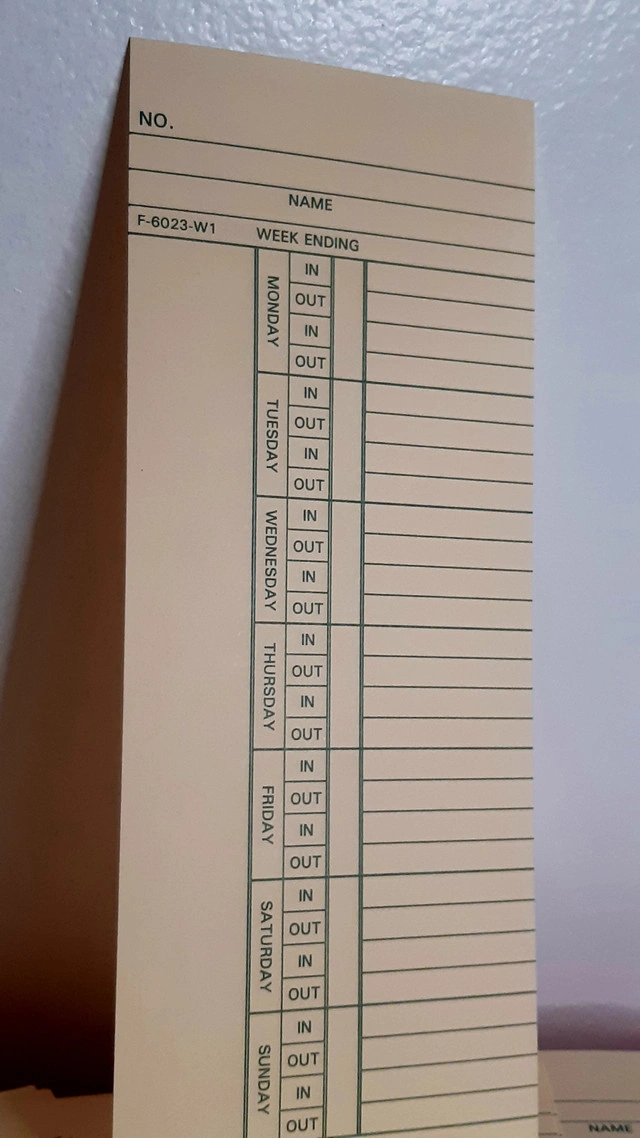 NO.
NAME
F-6023-W1 WEEK ENDING
MONDAY
IN
OUT
IN
OUT
TUESDAY
IN
OUT
IN
OUT
WEDNESDAY
IN
OUT
IN
OUT
THURSDAY
IN
OUT
IN
OUT
FRIDAY
IN
OUT
IN
OUT
SATURDAY
IN
OUT
IN
OUT
SUNDAY
IN
OUT
IN
OUT
NAME